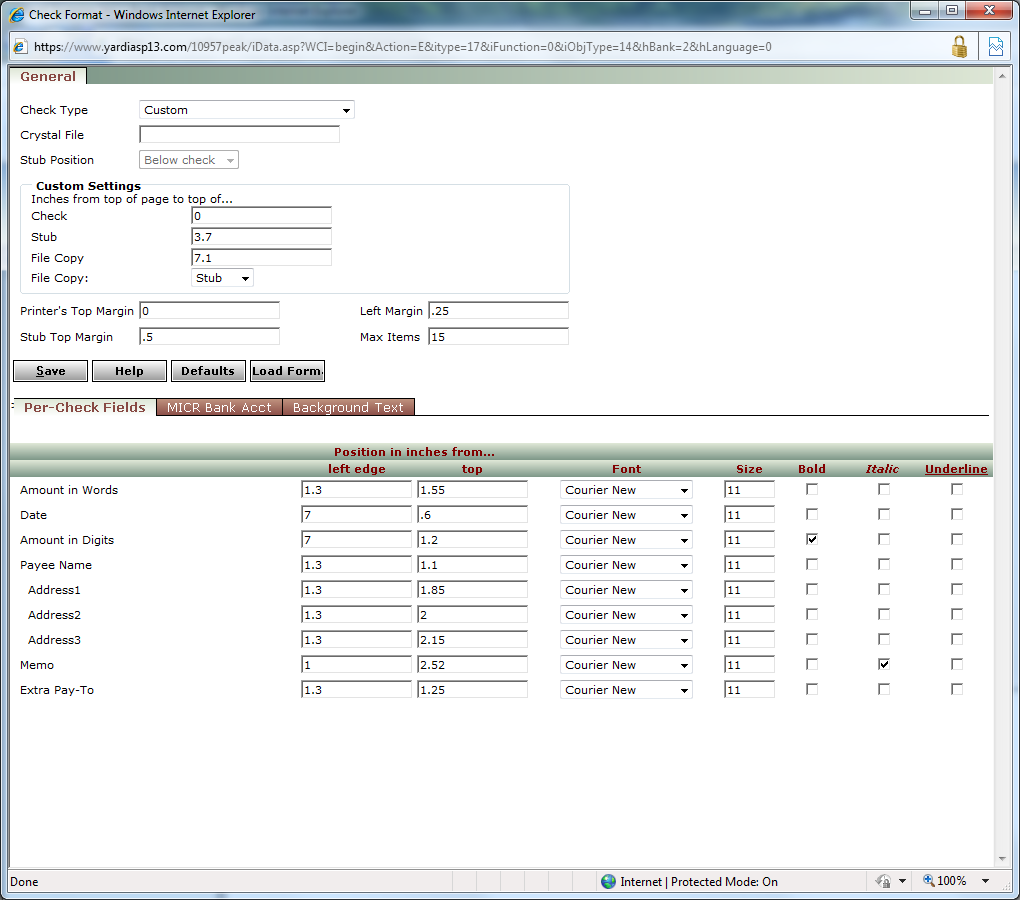 Check Format - Windows Internet Explorer
https://www.yardiasp13.com/10957peak/iData.asp?WCI=begin&Action=E&itype=17&iFunction=0&iObjType=14&hBank=2&hLanguage=0
General
Check Type Custom
Crystal File
Stub Position Below check
Custom Settings
Inches from top of page to top of...
Check 0
Stub 3.7
File Copy 7.1
File Copy: Stub
Printer's Top Margin 0 Left Margin .25
Stub Top Margin .5 Max Items 15
Save Help Defaults Load Form
Per-Check Fields MICR Bank Acct Background Text
Position in inches from...
left edge top Font Size Bold Italic Underline
Amount in Words 1.3 1.55 Courier New 11
Date 7 .6 Courier New 11
Amount in Digits 7 1.2 Courier New 11
Payee Name 1.3 1.1 Courier New 11
Address1 1.3 1.85 Courier New 11
Address2 1.3 2 Courier New 11
Address3 1.3 2.15 Courier New 11
Memo 1 2.52 Courier New 11
Extra Pay-To 1.3 1.25 Courier New 11
Done Internet | Protected Mode: On 100%